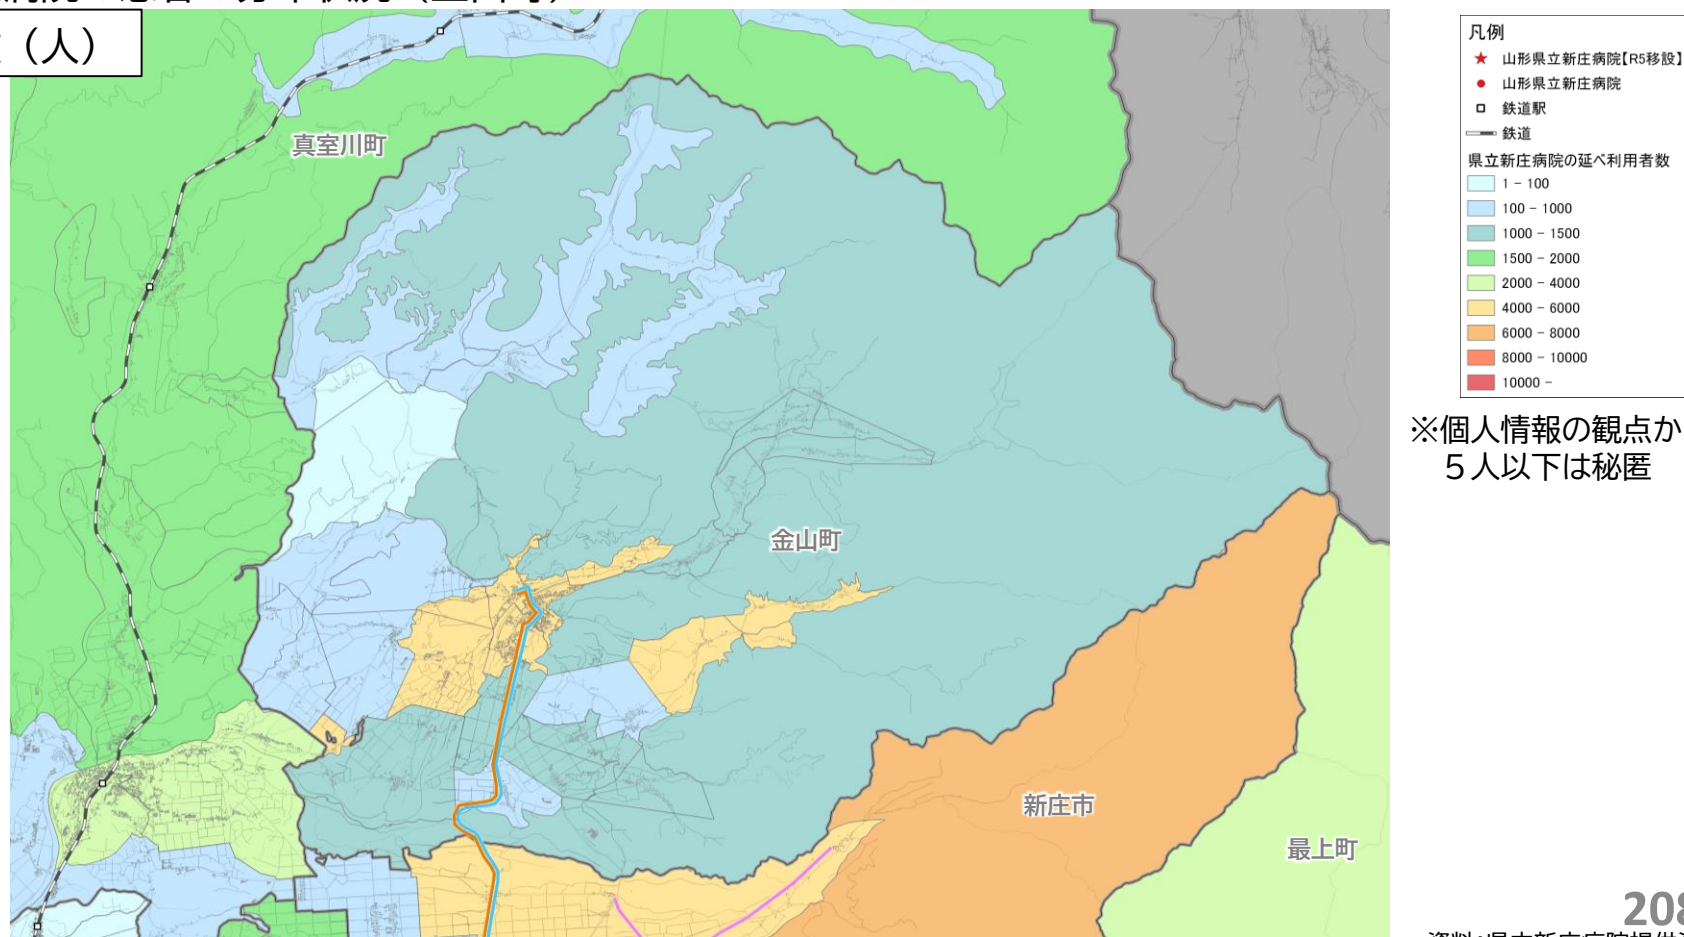 （人）
真室川町
金山町
新庄市
最上町
凡例
山形県立新庄病院【R5移設】
山形県立新庄病院
鉄道駅
鉄道
県立新庄病院の延べ利用者数
1 - 100
100 - 1000
1000 - 1500
1500 - 2000
2000 - 4000
4000 - 6000
6000 - 8000
8000 - 10000
10000 -
※個人情報の観点か
５人以下は秘匿
208